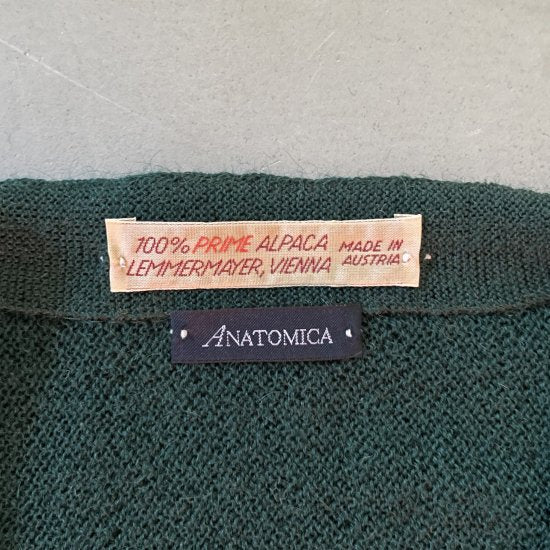 100% PRIME ALPACA MADE IN
LEMMERMAYER, VIENNA AUSTRIA
ANATOMICA